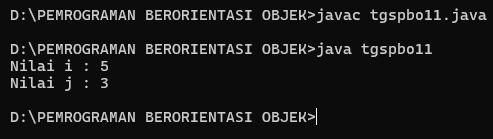 D:\PEMROGRAMAN BERORIENTASI OBJEK>javac tgspbo11.java
D:\PEMROGRAMAN BERORIENTASI OBJEK>java tgspbo11
Nilai i : 5
Nilai j : 3
D:\PEMROGRAMAN BERORIENTASI OBJEK>